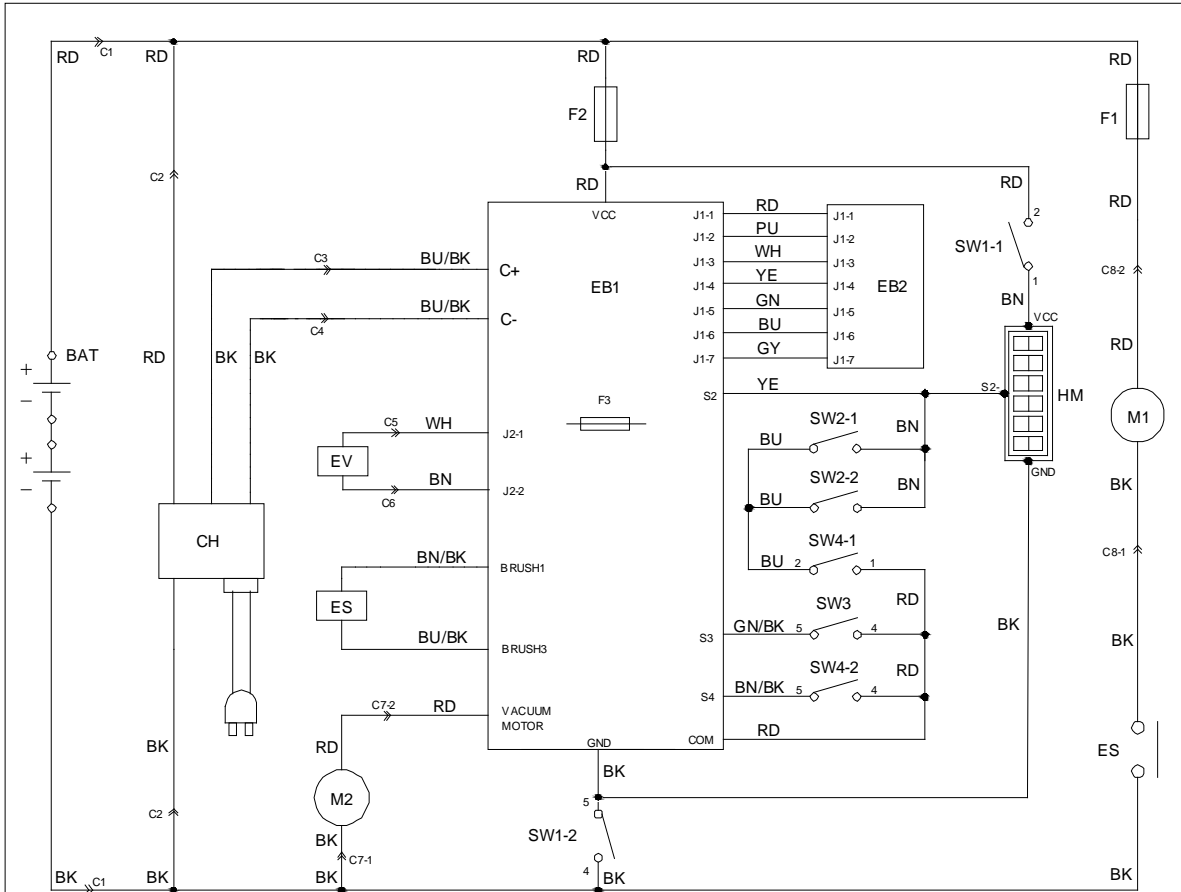 C1
RD
RD
RD
RD
F2
F1
C2
RD
RD
RD
VCC
J1-1
RD
J1-1
J1-2
PU
J1-2
2
J1-3
WH
J1-3
SW1-1
C3
BU/BK
C+
EB1
J1-4
YE
J1-4
EB2
1
C8-2
J1-5
GN
J1-5
BN
C4
BU/BK
C-
J1-6
BU
J1-6
VCC
J1-7
GY
J1-7
RD
BAT
RD
BK
BK
+
−
S2
YE
S2-
HM
F3
M1
C5
WH
J2-1
BU
SW2-1
BN
+
−
EV
GND
BN
J2-2
BU
SW2-2
BN
BK
C6
CH
SW4-1
C8-1
BU
2
1
BN/BK
BRUSH1
RD
ES
SW3
BK
BK
GN/BK
5
4
S3
BU/BK
BRUSH3
RD
SW4-2
BN/BK
5
4
S4
C7-2
RD
VACUUM
MOTOR
RD
COM
GND
BK
RD
BK
ES
M2
5
C2
SW1-2
BK
C7-1
4
BK
C1
BK
BK
BK
BK